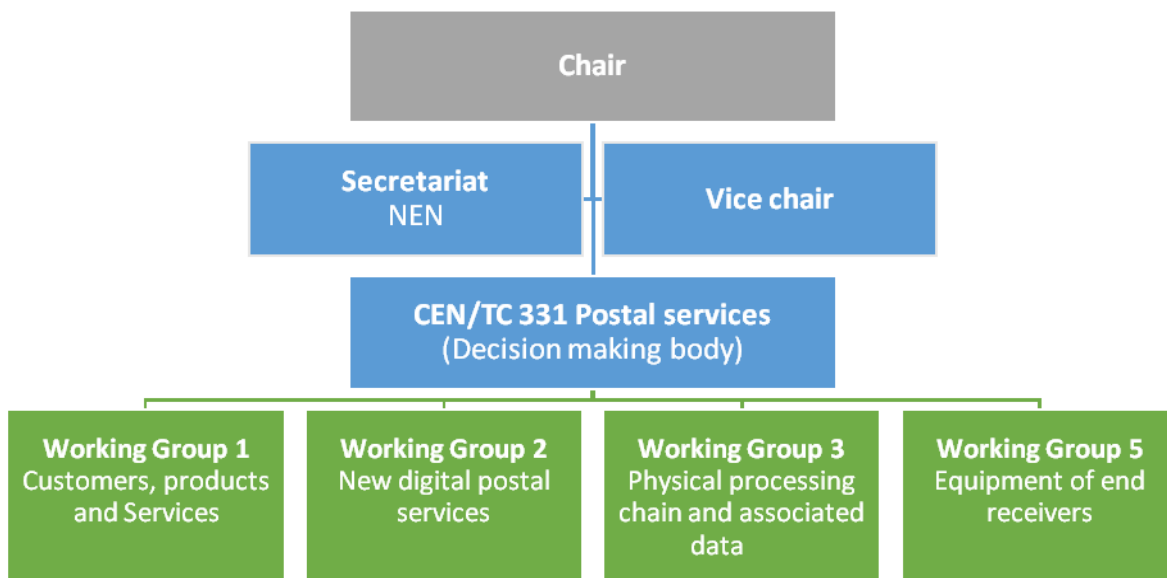 Chair
Secretariat
NEN
Vice chair
CEN/TC 331 Postal services
(Decision making body)
Working Group 1
Customers, products
and Services
Working Group 2
New digital postal
services
Working Group 3
Physical processing
chain and associated
data
Working Group 5
Equipment of end
receivers